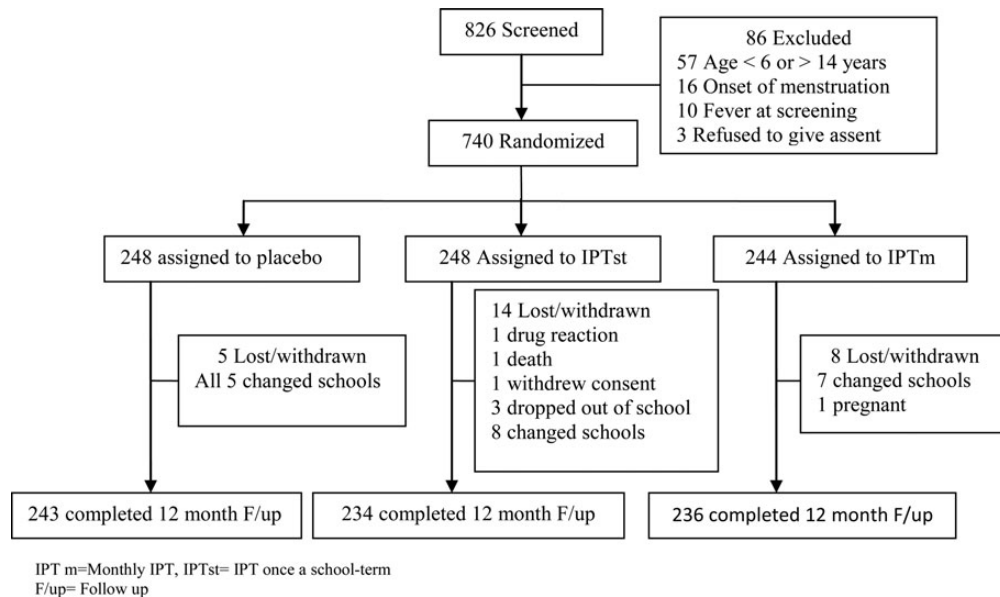 826 Screened
86 Excluded
57 Age < 6 or > 14 years
16 Onset of menstruation
10 Fever at screening
3 Refused to give assent
740 Randomized
248 assigned to placebo
248 Assigned to IPTst
244 Assigned to IPTm
5 Lost/withdrawn
All 5 changed schools
14 Lost/withdrawn
1 drug reaction
1 death
1 withdrew consent
3 dropped out of school
8 changed schools
8 Lost/withdrawn
7 changed schools
1 pregnant
243 completed 12 month F/up
234 completed 12 month F/up
236 completed 12 month F/up
IPT m=Monthly IPT, IPTst= IPT once a school-term
F/up= Follow up